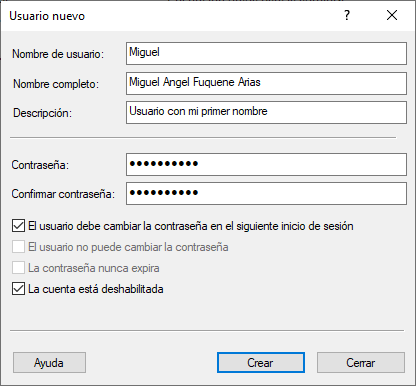 Usuario nuevo
?
Nombre de usuario: Miguel
Nombre completo: Miguel Angel Fuquene Arias
Descripción: Usuario con mi primer nombre
Contraseña: ●●●●●●●●●●
Confirmar contraseña: ●●●●●●●●●●
El usuario debe cambiar la contraseña en el siguiente inicio de sesión
El usuario no puede cambiar la contraseña
La contraseña nunca expira
La cuenta está deshabilitada
Ayuda Crear Cerrar